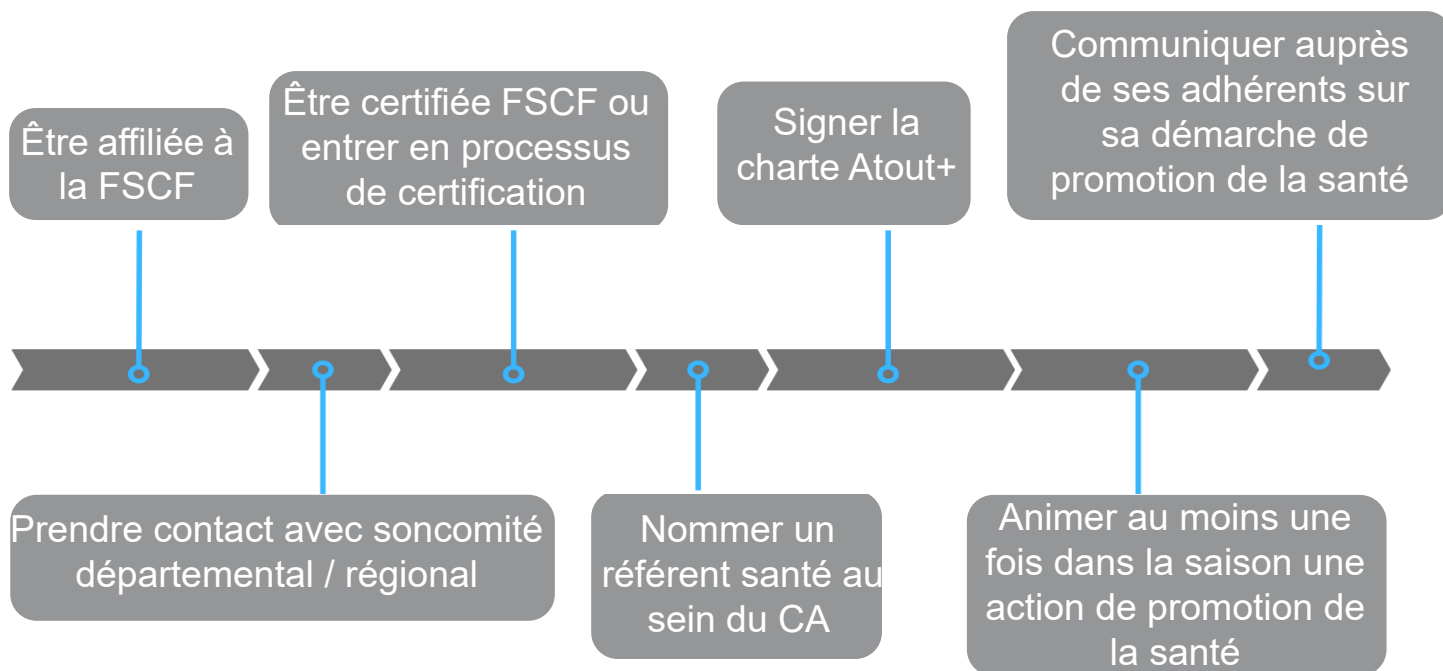 Être affiliée à
la FSCF
Être certifiée FSCF ou
entrer en processus
de certification
Signer la
charte Atout+
Communiquer auprès
de ses adhérents sur
sa démarche de
promotion de la santé
Prendre contact avec soncomité
départemental / régional
Nommer un
référent santé au
sein du CA
Animer au moins une
fois dans la saison une
action de promotion de
la santé